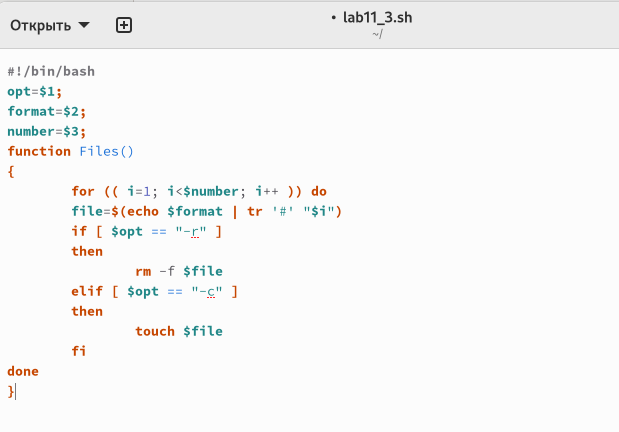 Открыть
• lab11_3.sh
~/
#!/bin/bash
opt=$1;
format=$2;
number=$3;
function Files()
{
        for (( i=1; i<$number; i++ )) do
        file=$(echo $format | tr '#' "$i")
        if [ $opt == "-r" ]
        then
                rm -f $file
        elif [ $opt == "-c" ]
        then
                touch $file
        fi
done
}